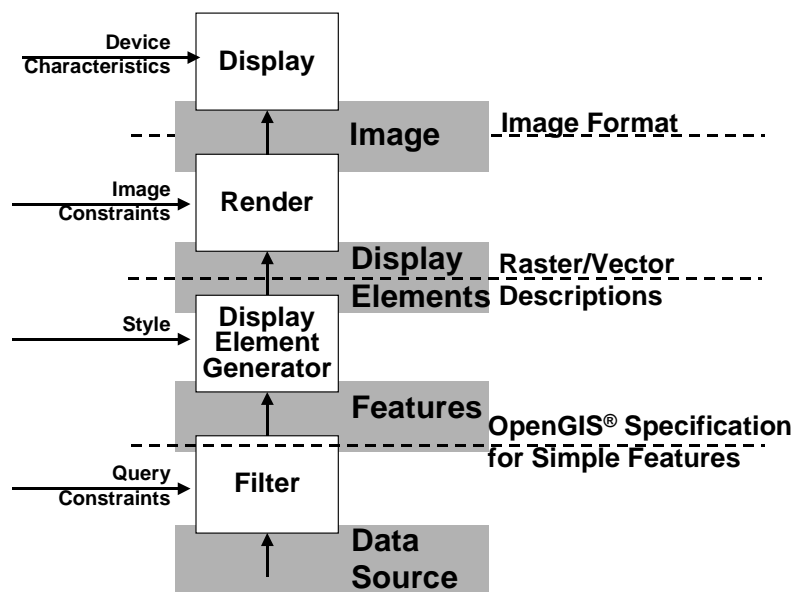 Device
Characteristics
Display
Image
Image Format
Image
Constraints
Render
Display
Elements
Raster/Vector
Descriptions
Style
Display
Element
Generator
Features
OpenGIS® Specification
for Simple Features
Query
Constraints
Filter
Data
Source